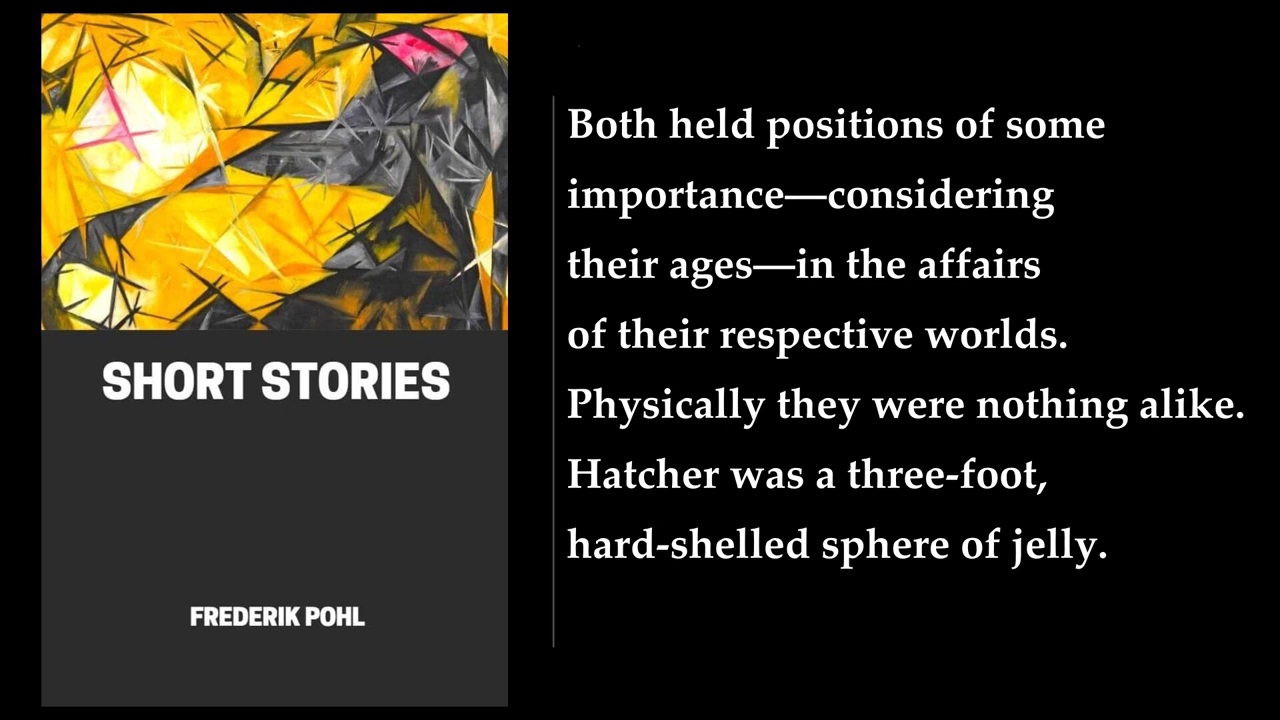 SHORT STORIES
FREDERIK POHL
Both held positions of some
importance—considering
their ages—in the affairs
of their respective worlds.
Physically they were nothing alike.
Hatcher was a three-foot,
hard-shelled sphere of jelly.